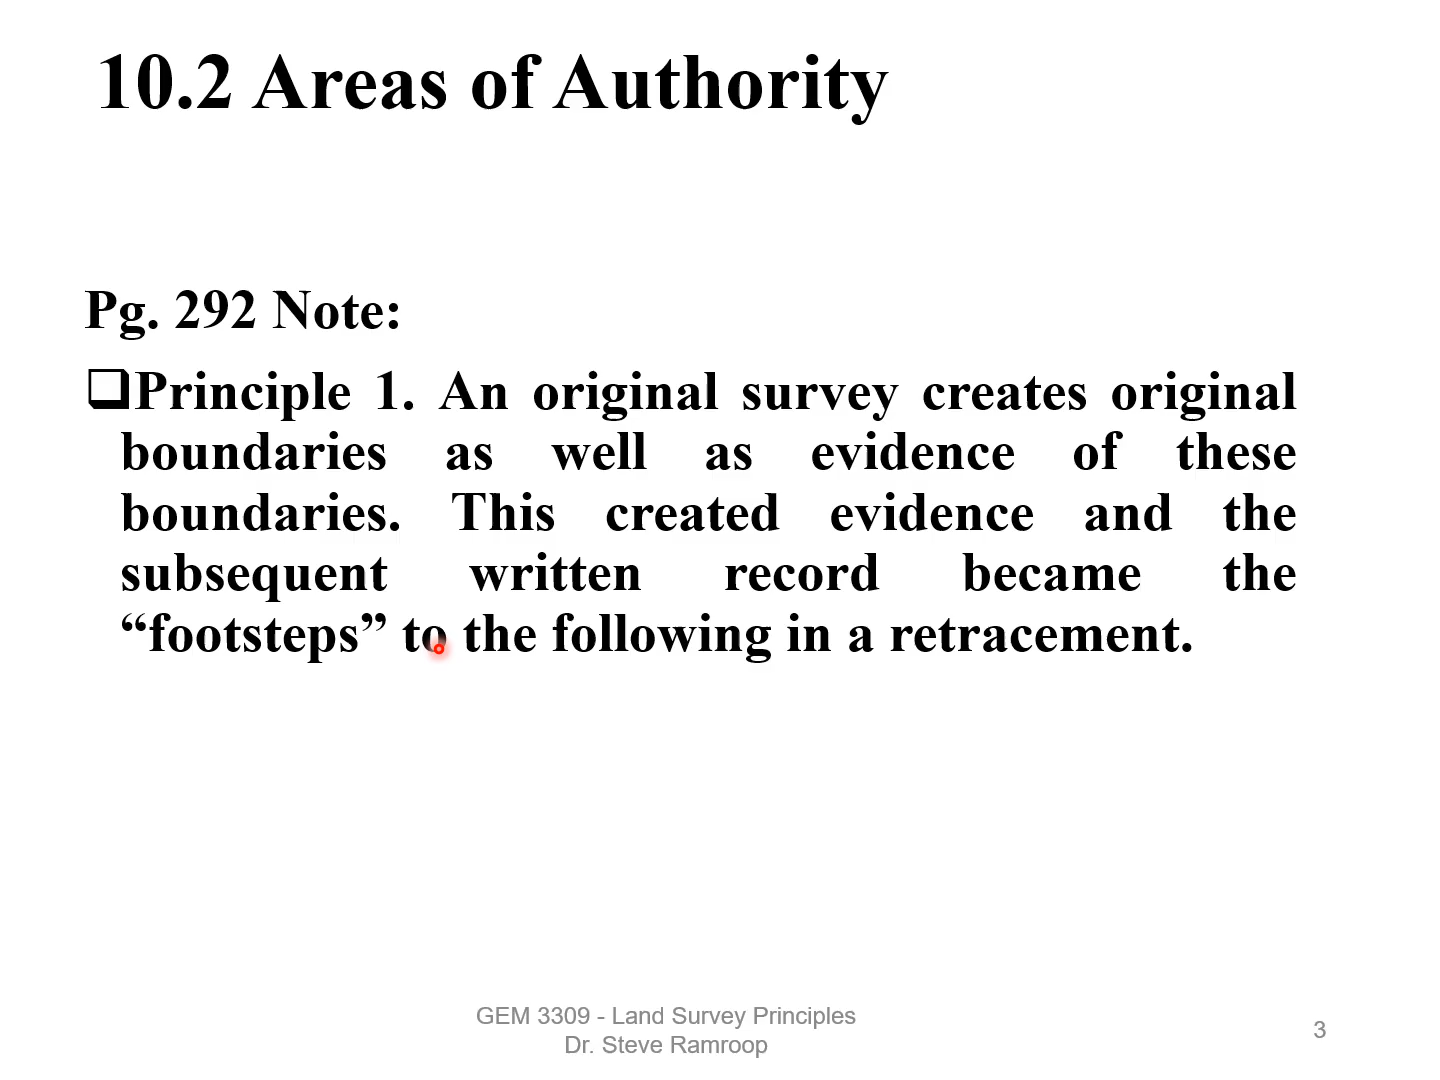 10.2 Areas of Authority
Pg. 292 Note:
❑Principle 1. An original survey creates original
boundaries as well as evidence of these
boundaries. This created evidence and the
subsequent written record became the
“footsteps” to the following in a retracement.
GEM 3309 - Land Survey Principles
Dr. Steve Ramroop
3